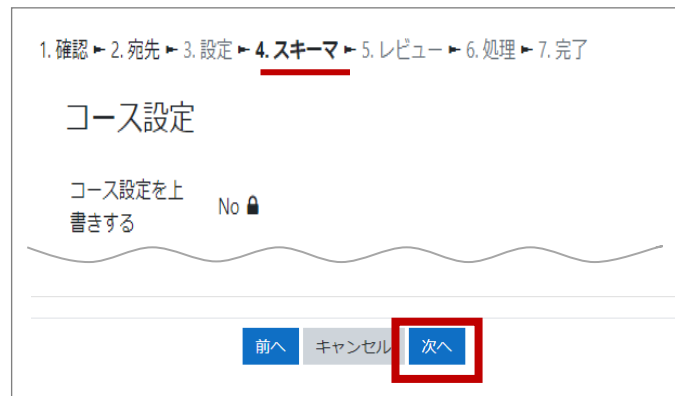 1. 確認 ► 2. 宛先 ► 3. 設定 ► 4. スキーマ ► 5. レビュー ► 6. 処理 ► 7. 完了
コース設定
コース設定を上
書きする
No
前へ キャンセル 次へ